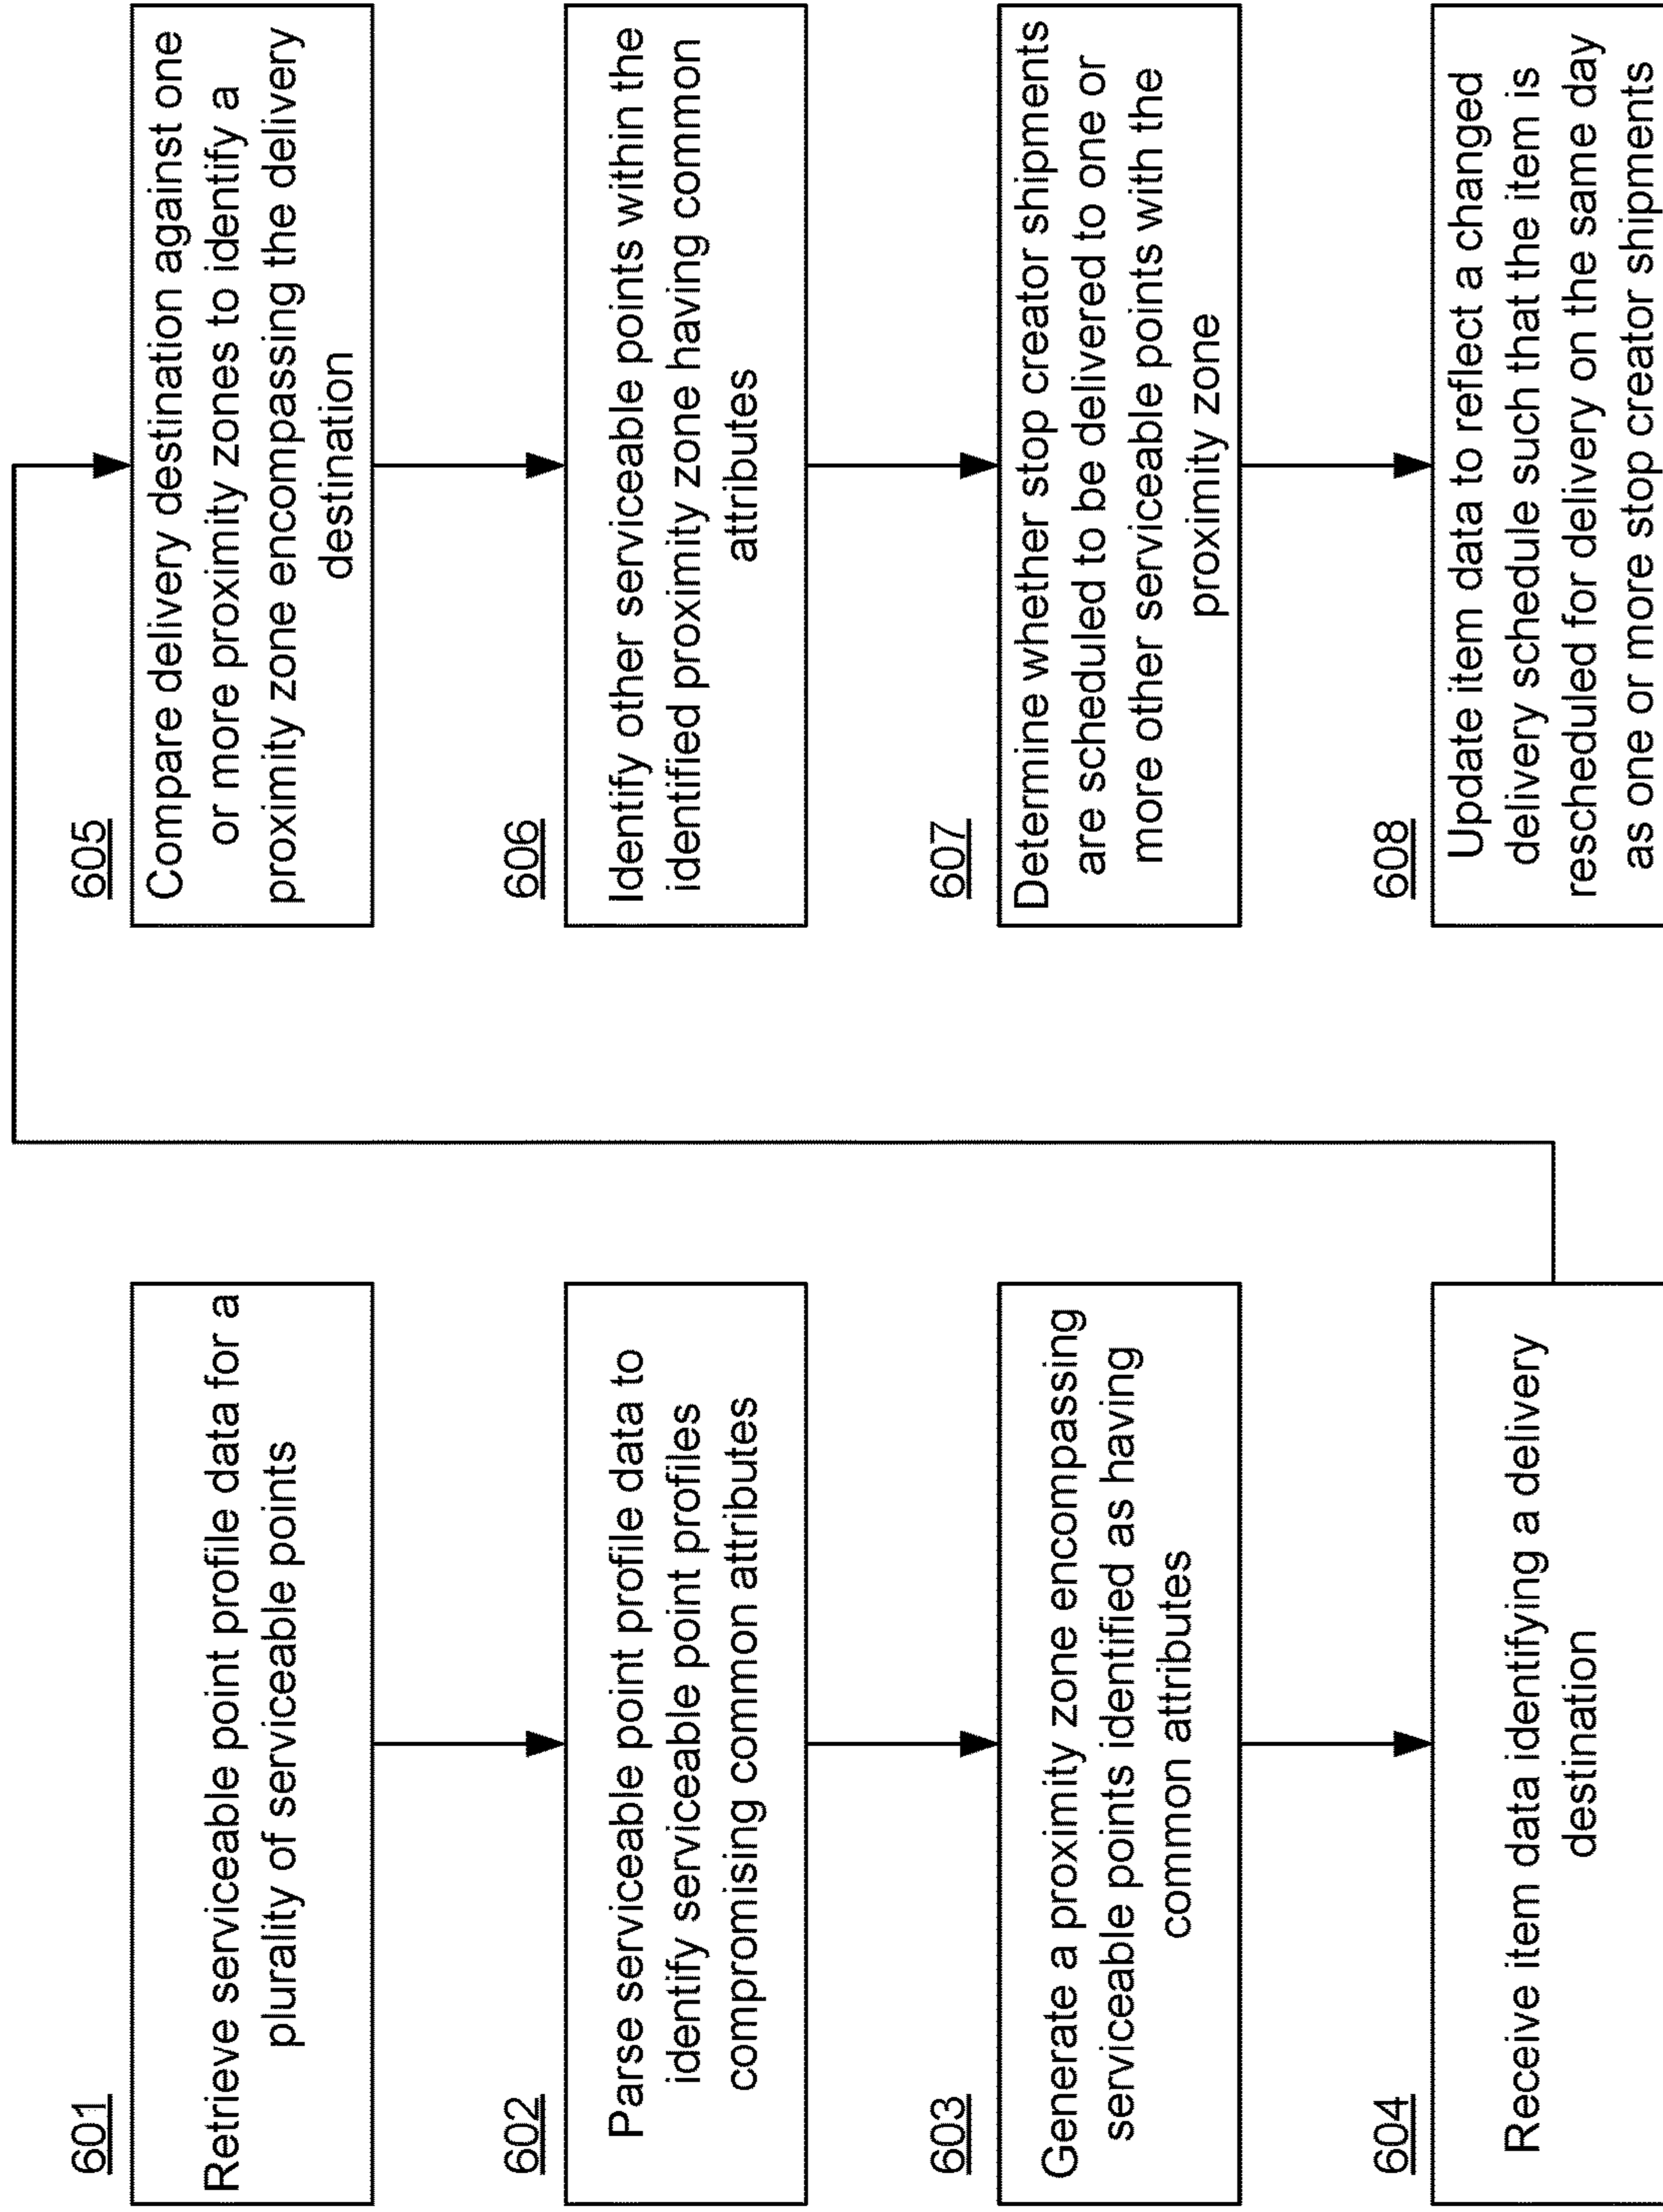 601
Retrieve serviceable point profile data for a
plurality of serviceable points
602
Parse serviceable point profile data to
identify serviceable point profiles
compromising common attributes
603
Generate a proximity zone encompassing
serviceable points identified as having
common attributes
604
Receive item data identifying a delivery
destination
605
Compare delivery destination against one
or more proximity zones to identify a
proximity zone encompassing the delivery
destination
606
Identify other serviceable points within the
identified proximity zone having common
attributes
607
Determine whether stop creator shipments
are scheduled to be delivered to one or
more other serviceable points with the
proximity zone
608
Update item data to reflect a changed
delivery schedule such that the item is
rescheduled for delivery on the same day
as one or more stop creator shipments